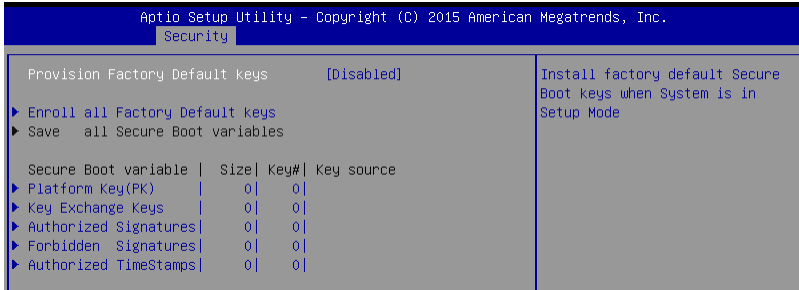 Aptio Setup Utility – Copyright (C) 2015 American Megatrends, Inc.
Security
Provision Factory Default keys [Disabled]
Enroll all Factory Default keys
Save all Secure Boot variables
Secure Boot variable | Size| Key#| Key source
Platform Key(PK) | 0| 0|
Key Exchange Keys | 0| 0|
Authorized Signatures| 0| 0|
Forbidden Signatures| 0| 0|
Authorized TimeStamps| 0| 0|
Install factory default Secure
Boot keys when System is in
Setup Mode